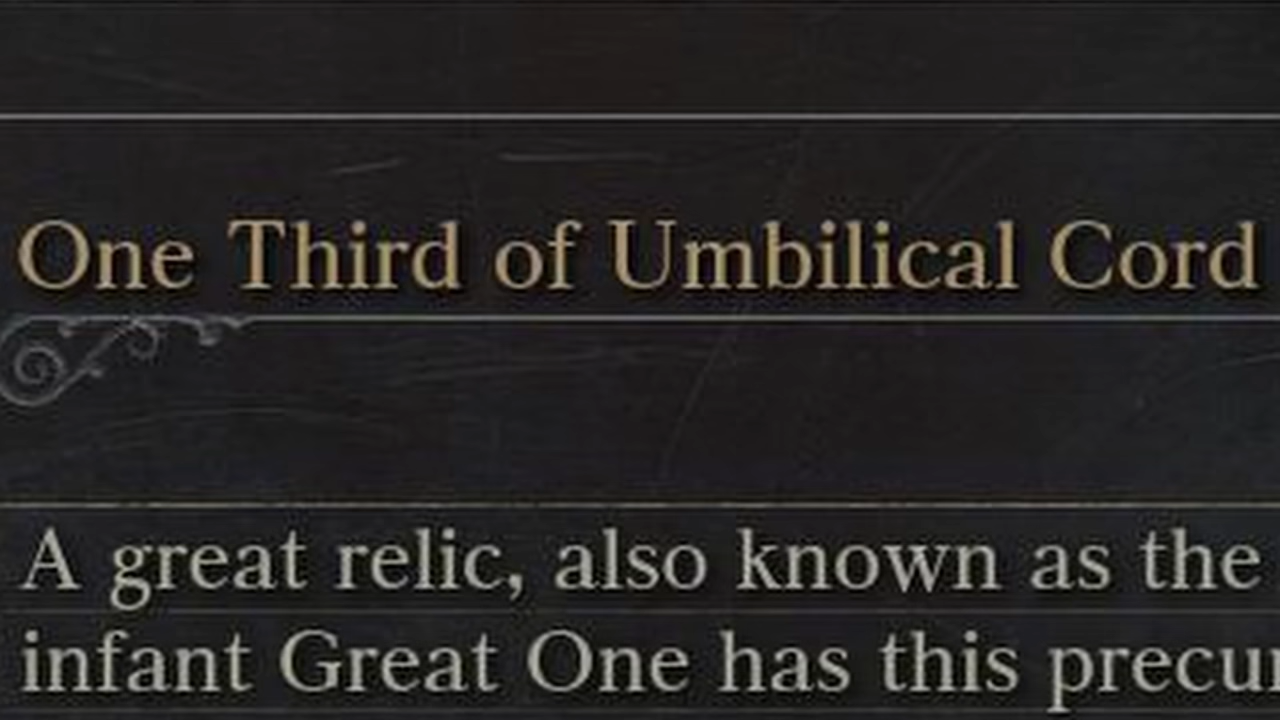 One Third of Umbilical Cord
A great relic, also known as the
infant Great One has this